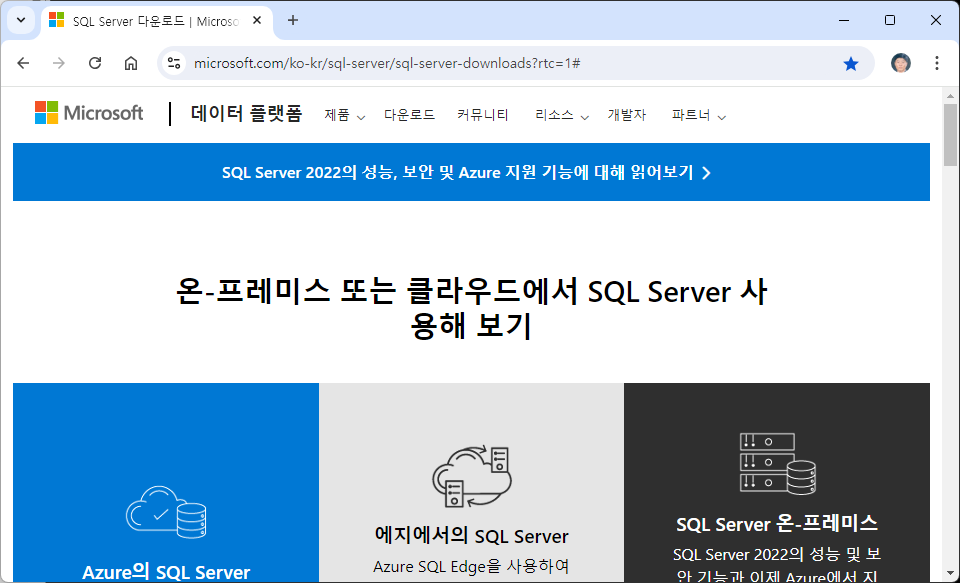 SQL Server 다운로드 | Microso
microsoft.com/ko-kr/sql-server/sql-server-downloads?rtc=1#
Microsoft 데이터 플랫폼 제품 다운로드 커뮤니티 리소스 개발자 파트너
SQL Server 2022의 성능, 보안 및 Azure 지원 기능에 대해 읽어보기
온-프레미스 또는 클라우드에서 SQL Server 사
용해 보기
Azure의 SQL Server
에지에서의 SQL Server
Azure SQL Edge을 사용하여
SQL Server 온-프레미스
SQL Server 2022의 성능 및 보
안 기능과 이제 Azure에서 지